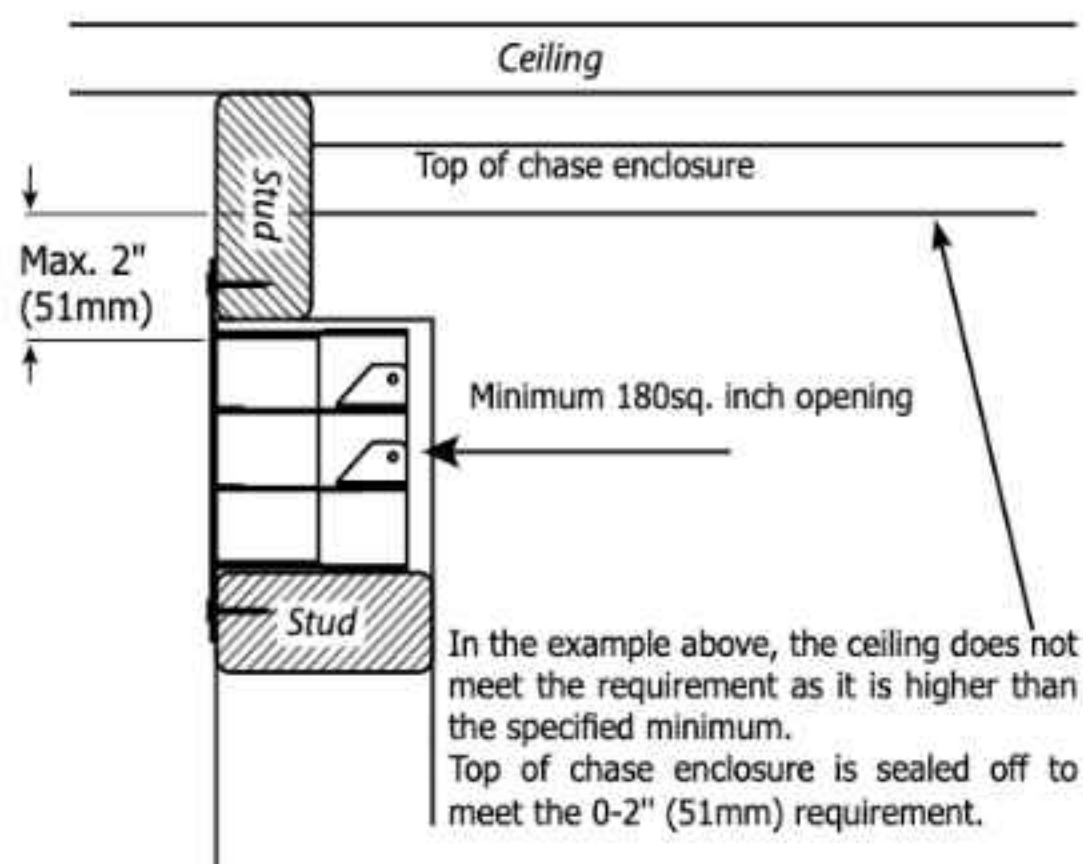 Ceiling
Top of chase enclosure
Stud
Max. 2"
(51mm)
Minimum 180sq. inch opening
Stud
In the example above, the ceiling does not
meet the requirement as it is higher than
the specified minimum.
Top of chase enclosure is sealed off to
meet the 0-2" (51mm) requirement.